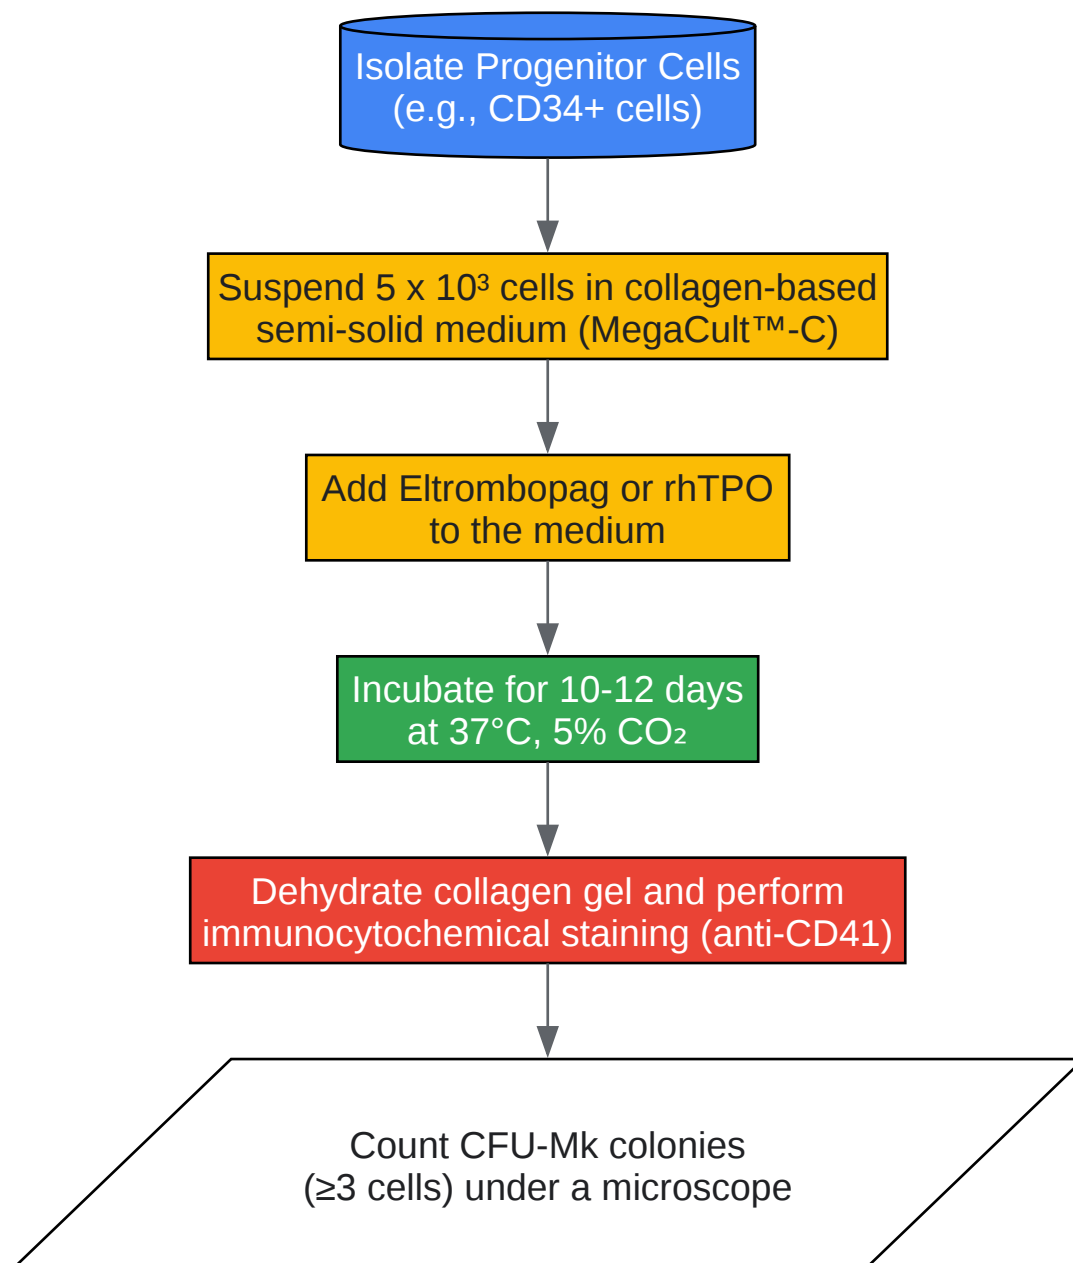 Isolate Progenitor Cells
(e.g., CD34+ cells)
Suspend 5 x 10³ cells in collagen-based
semi-solid medium (MegaCult™-C)
Add Eltrombopag or rhTPO
to the medium
Incubate for 10-12 days
at 37°C, 5% CO₂
Dehydrate collagen gel and perform
immunocytochemical staining (anti-CD41)
Count CFU-Mk colonies
(≥3 cells) under a microscope